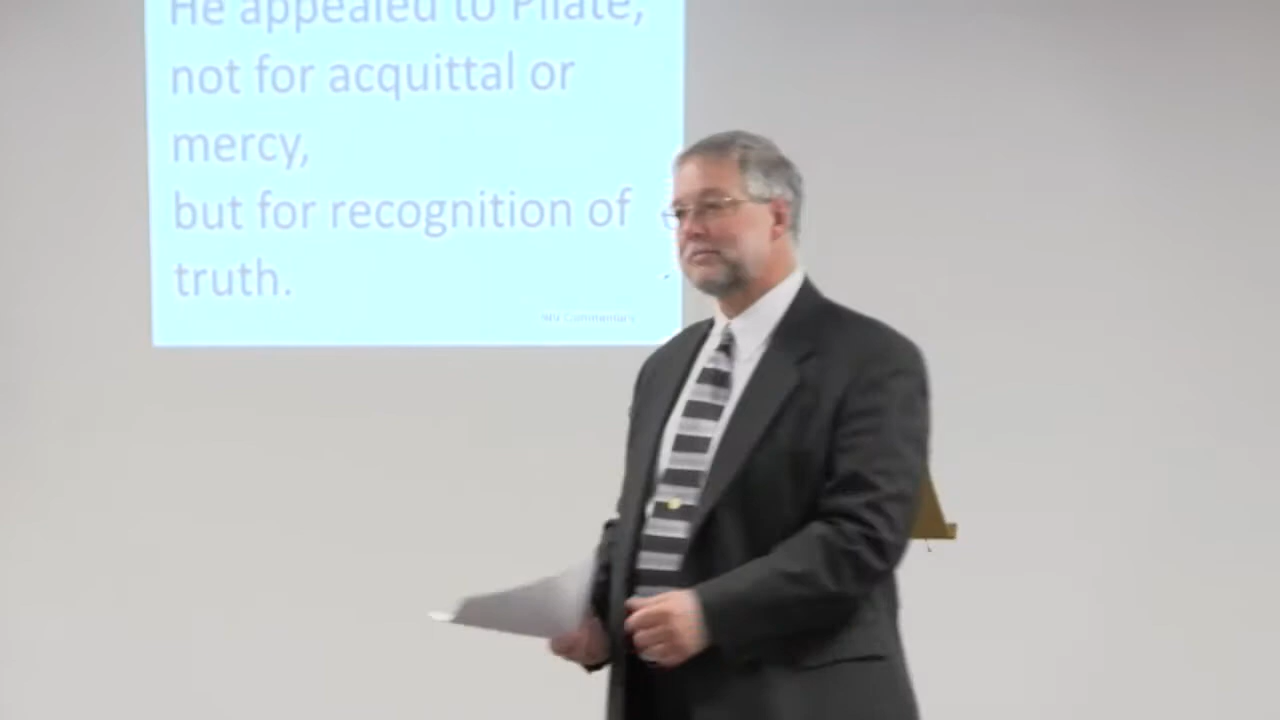 He appealed to Pilate,
not for acquittal or
mercy,
but for recognition of
truth.